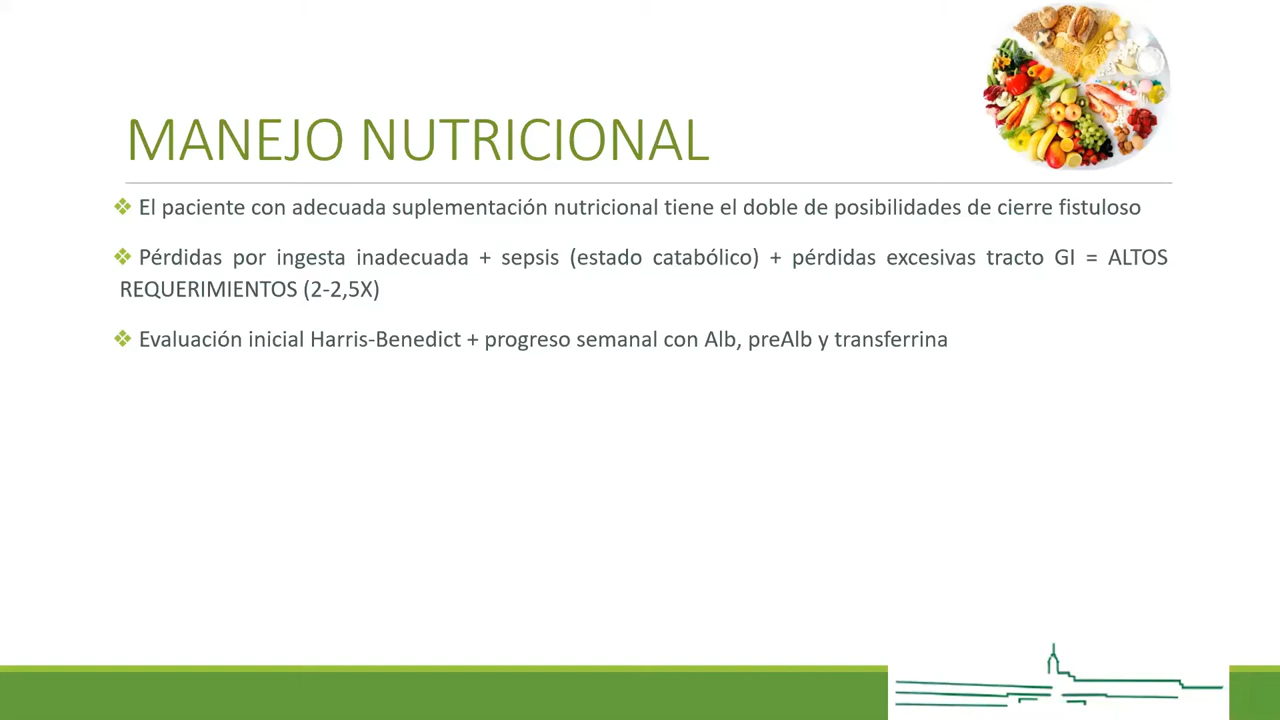 MANEJO NUTRICIONAL
❖ El paciente con adecuada suplementación nutricional tiene el doble de posibilidades de cierre fistuloso
❖ Pérdidas por ingesta inadecuada + sepsis (estado catabólico) + pérdidas excesivas tracto GI = ALTOS
REQUERIMIENTOS (2-2,5X)
❖ Evaluación inicial Harris-Benedict + progreso semanal con Alb, preAlb y transferrina